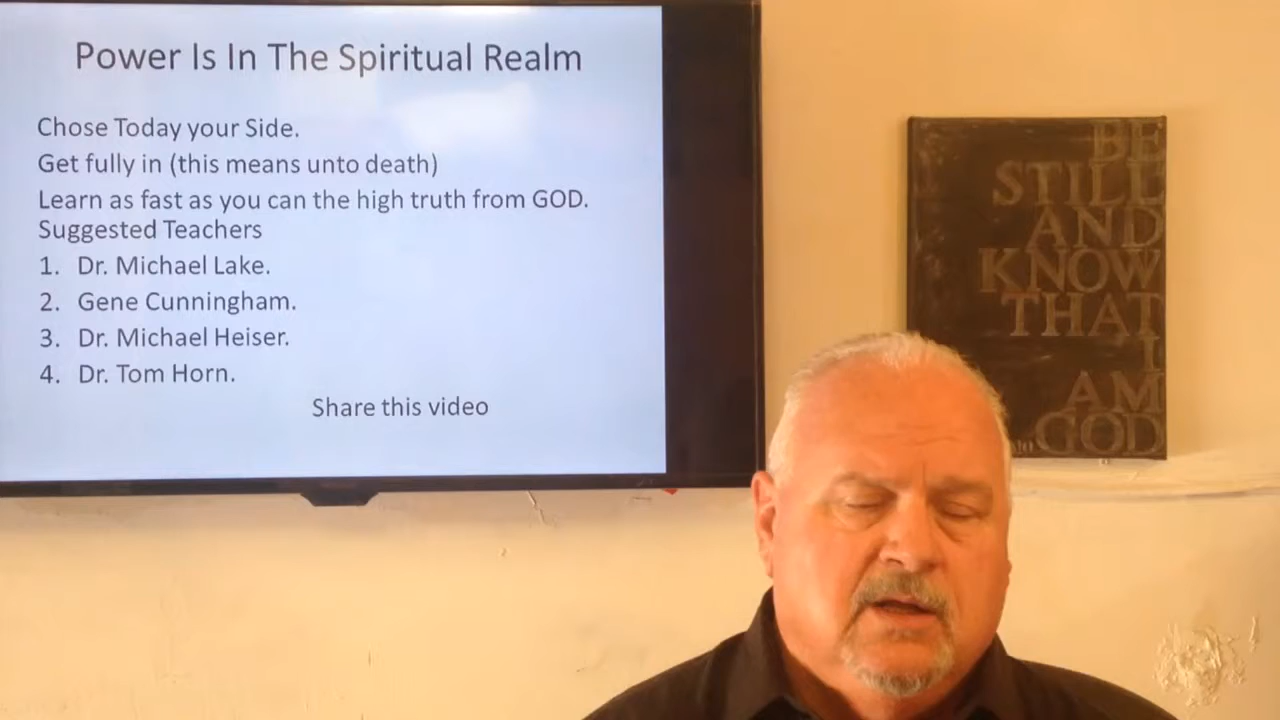 Power Is In The Spiritual Realm
Chose Today your Side.
Get fully in (this means unto death)
Learn as fast as you can the high truth from GOD.
Suggested Teachers
1. Dr. Michael Lake.
2. Gene Cunningham.
3. Dr. Michael Heiser.
4. Dr. Tom Horn.
Share this video
BE
STILL
AND
KNOW
THAT
I
AM
GOD